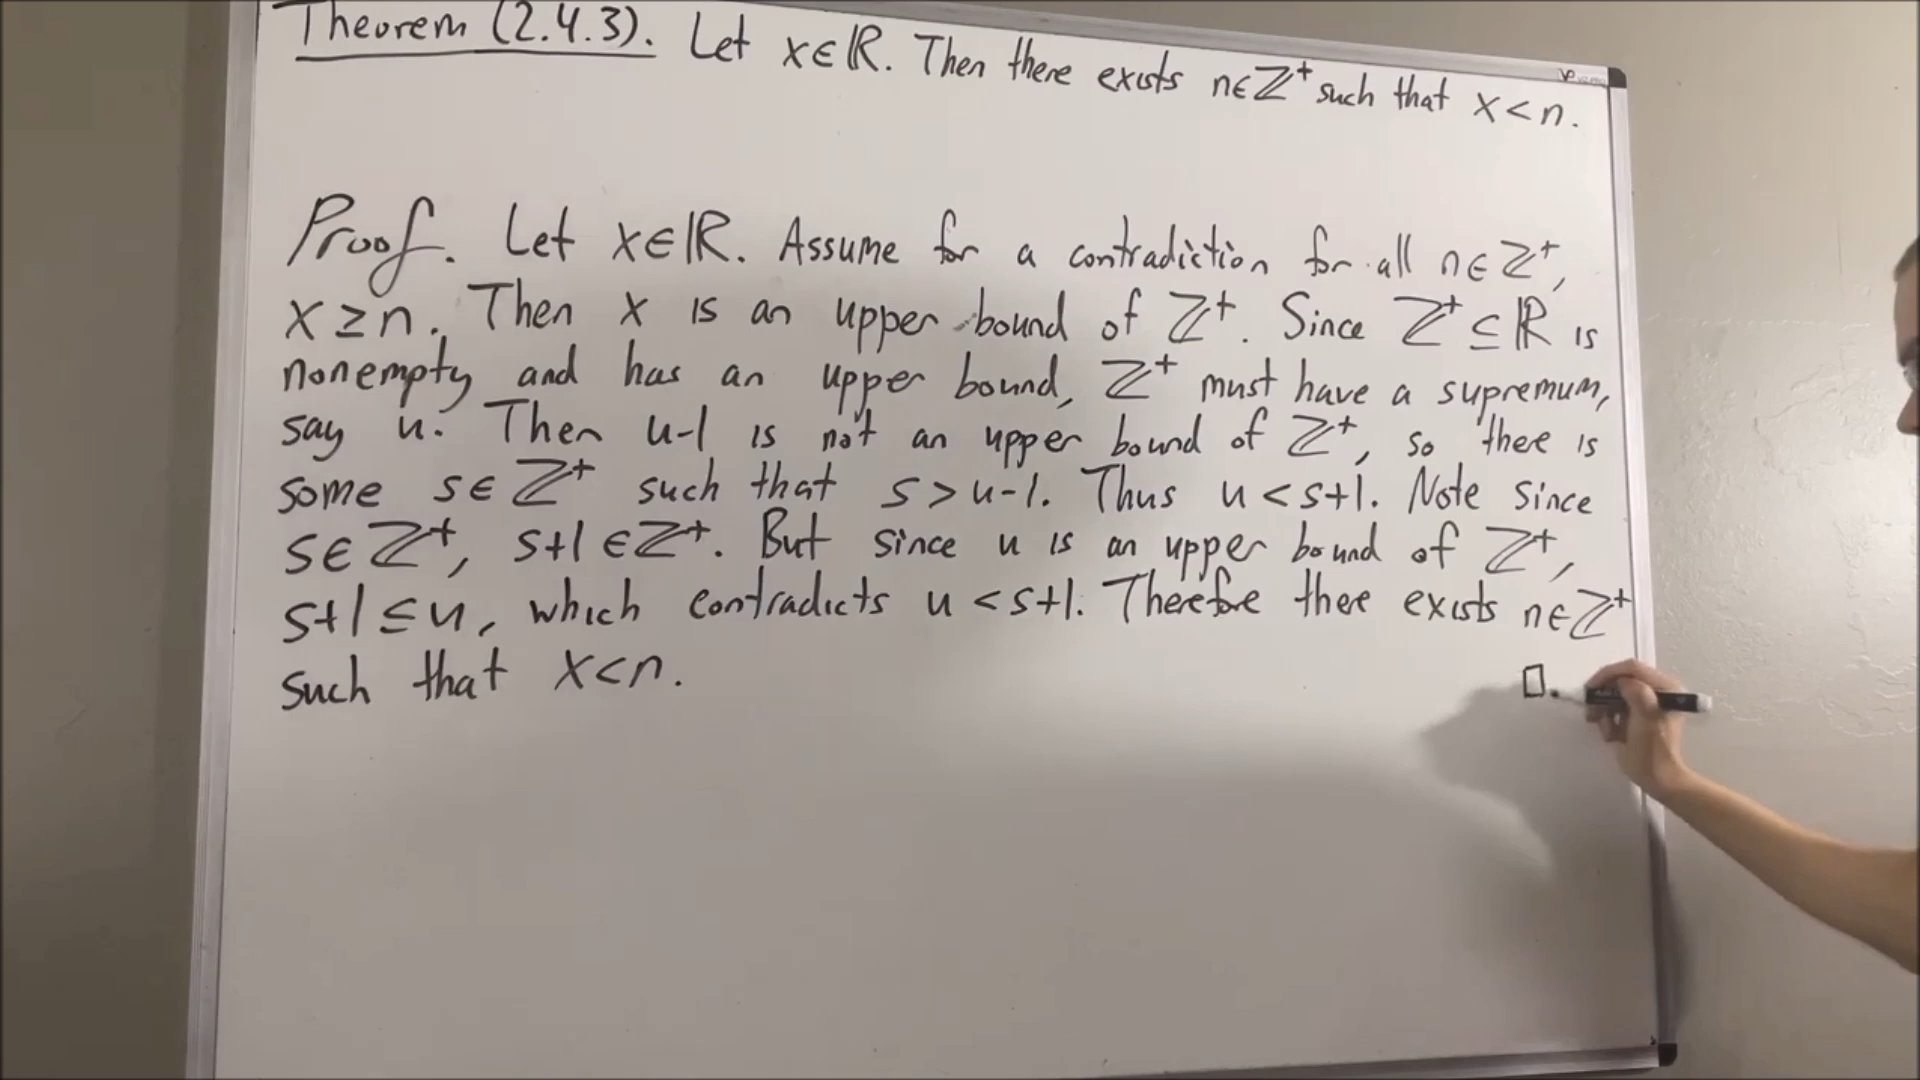 Theorem (2.4.3). Let x∈ℝ. Then there exists n∈ℤ⁺ such that x<n.
Proof. Let x∈ℝ. Assume for a contradiction for all n∈ℤ⁺,
x≥n. Then x is an upper bound of ℤ⁺. Since ℤ⁺⊆ℝ is
nonempty and has an upper bound, ℤ⁺ must have a supremum,
say u. Then u-1 is not an upper bound of ℤ⁺, so there is
some s∈ℤ⁺ such that s>u-1. Thus u<s+1. Note since
s∈ℤ⁺, s+1∈ℤ⁺. But since u is an upper bound of ℤ⁺,
s+1≤u, which contradicts u<s+1. Therefore there exists n∈ℤ⁺
such that x<n.
□.